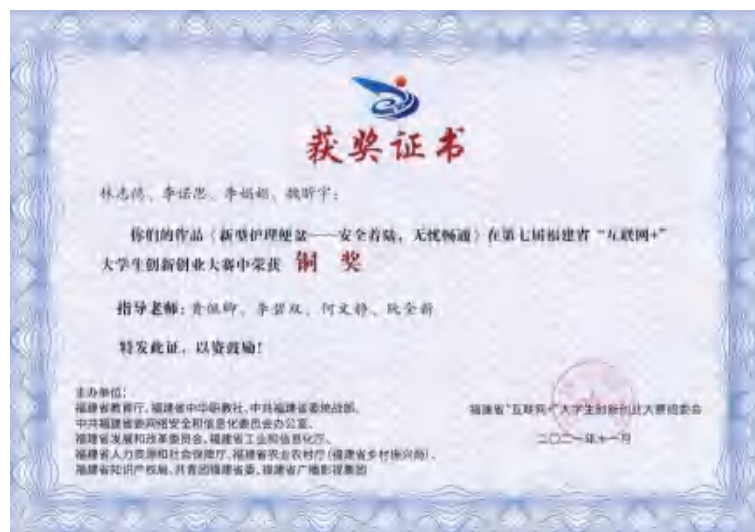 获奖证书
林志德、李诺思、李娟娟、魏昕宇:
你们的作品《新型护理便盆——安全着陆，无忧畅通》在第七届福建省“互联网+”
大学生创新创业大赛中荣获 铜 奖
指导老师:黄佩卿、李碧双、何文静、
特发此证，以资鼓励!
主办单位:
福建省教育厅、福建省中华职教社、中共福建省委统战部、
中共福建省委网络安全和信息化委员会办公室、
福建省发展和改革委员会、福建省工业和信息化厅、
福建省人力资源和社会保障厅、福建省农业农村厅(福建省乡村振兴局)、
福建省知识产权局、共青团福建省委、福建省广播影视集团
福建省“互联网+”大学生创新创业大赛组委会
二〇二一年十一月